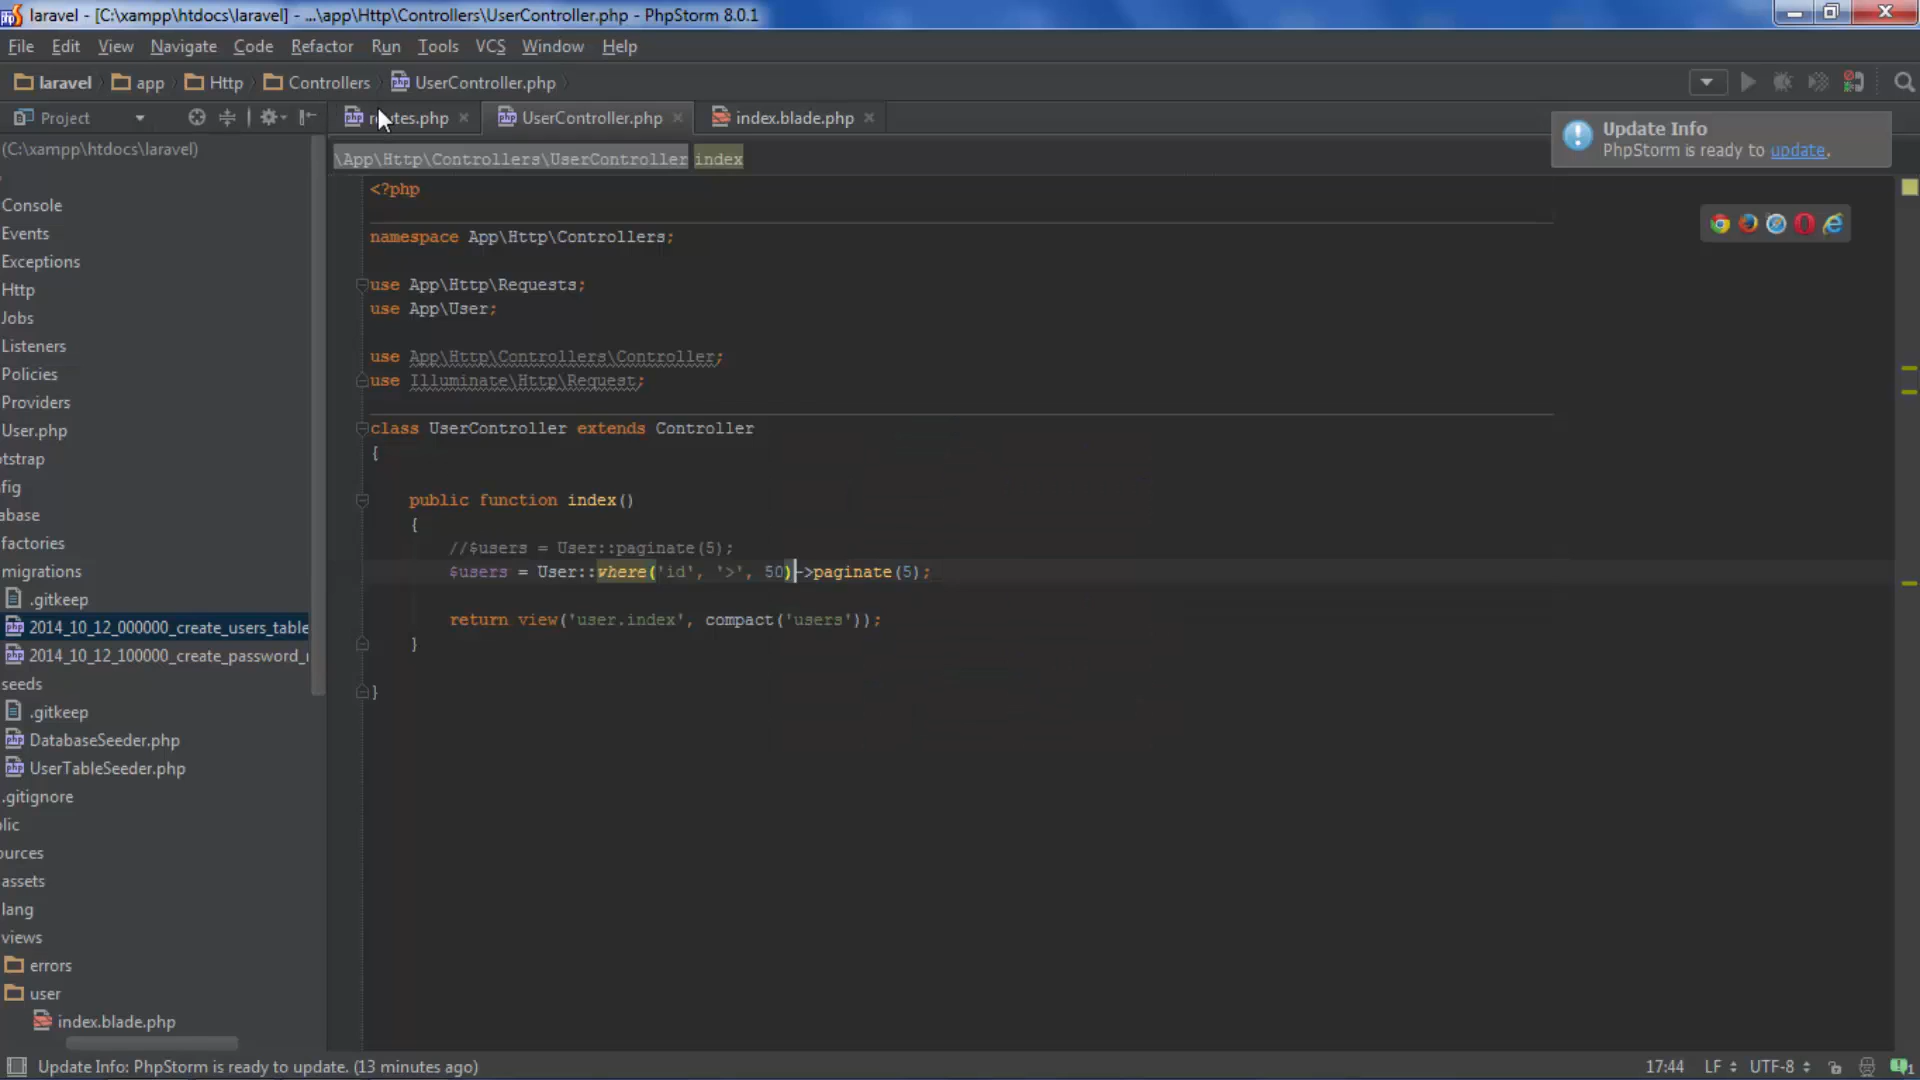 laravel - [C:\xampp\htdocs\laravel] - ...\app\Http\Controllers\UserController.php - PhpStorm 8.0.1
File Edit View Navigate Code Refactor Run Tools VCS Window Help
laravel app Http Controllers UserController.php
Project
routes.php UserController.php index.blade.php
Update Info
PhpStorm is ready to update.
(C:\xampp\htdocs\laravel)
\App\Http\Controllers\UserController index
Console
Events
Exceptions
Http
Jobs
Listeners
Policies
Providers
User.php
tstrap
fig
abase
factories
migrations
.gitkeep
2014_10_12_000000_create_users_table
2014_10_12_100000_create_password_r
seeds
.gitkeep
DatabaseSeeder.php
UserTableSeeder.php
.gitignore
lic
ources
assets
lang
views
errors
user
index.blade.php
<?php
namespace App\Http\Controllers;
use App\Http\Requests;
use App\User;
use App\Http\Controllers\Controller;
use Illuminate\Http\Request;
class UserController extends Controller
{
public function index()
{
//$users = User::paginate(5);
$users = User::where('id', '>', 50)->paginate(5);
return view('user.index', compact('users'));
}
}
Update Info: PhpStorm is ready to update. (13 minutes ago)
17:44 LF UTF-8 1